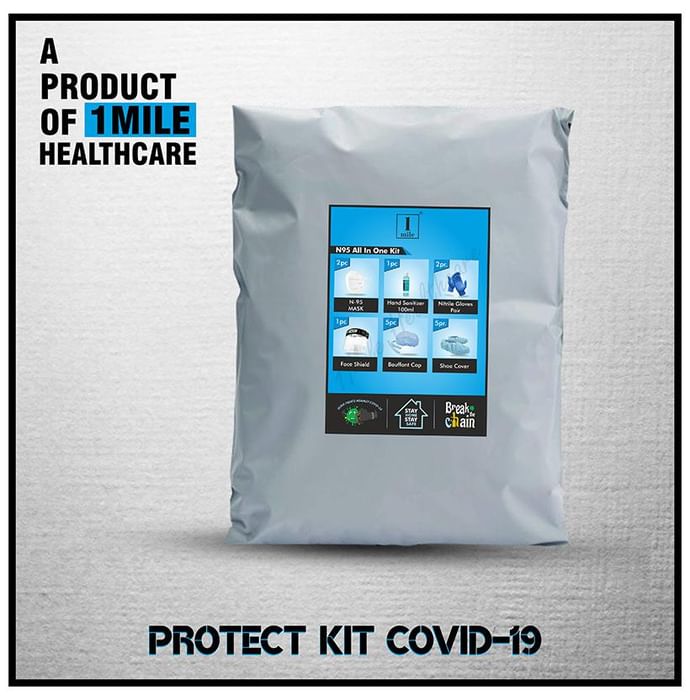 A
PRODUCT
OF 1MILE
HEALTHCARE
1
mile
N95 All In One Kit
2pc
1pc
2pr.
N-95
MASK
Hand Sanitizer
100ml
Nitrile Gloves
Pair
1pc
5pc
5pr.
Face Shield
Bouffant Cap
Shoe Cover
STAY
HOME
STAY
SAFE
Break
the
chain
PROTECT KIT COVID-19